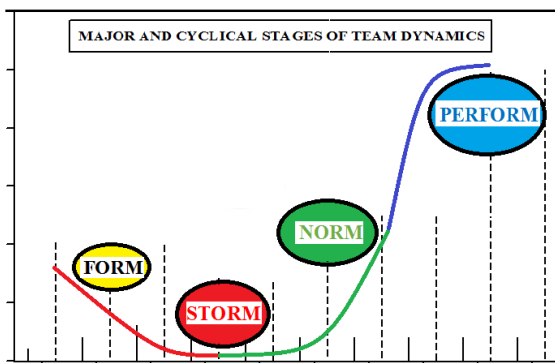 MAJOR AND CYCLICAL STAGES OF TEAM DYNAMICS
PERFORM
NORM
FORM
STORM